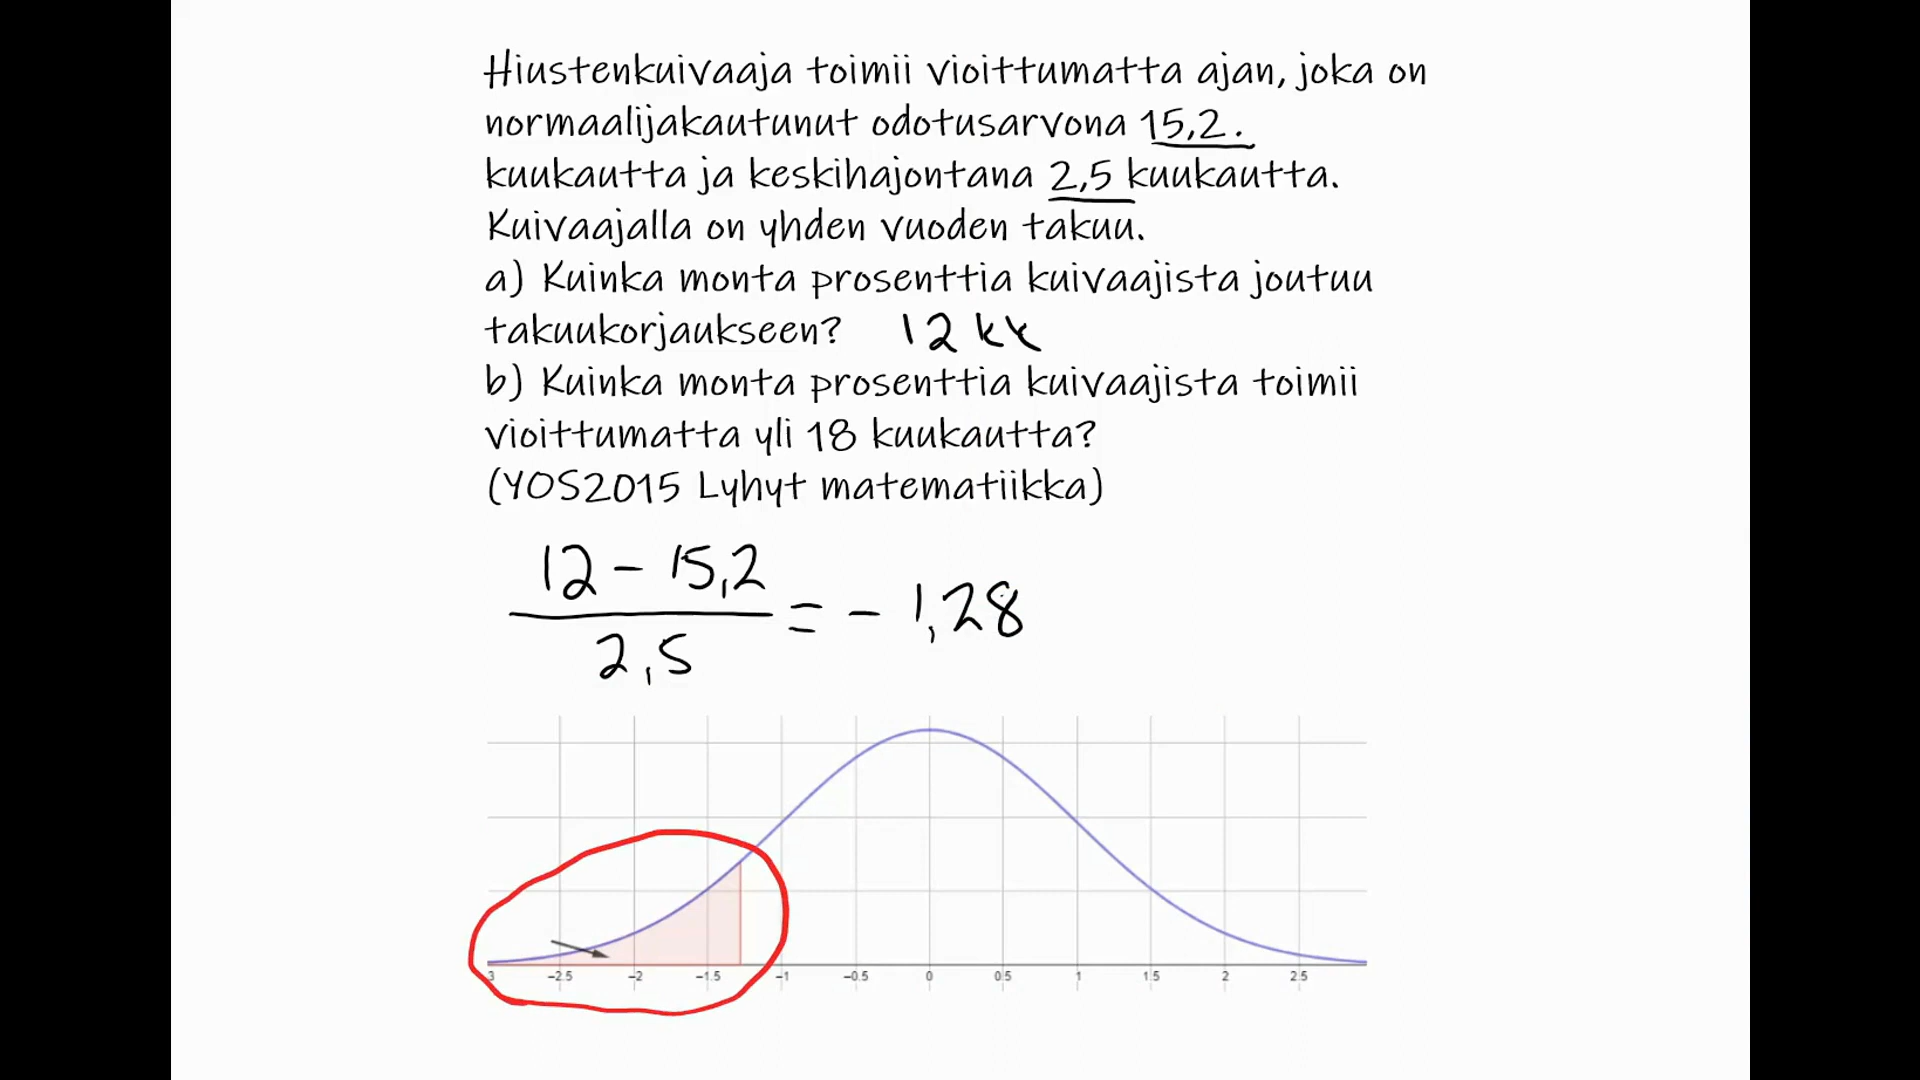 Hiustenkuivaaja toimii vioittumatta ajan, joka on
normaalijakautunut odotusarvona 15,2.
kuukautta ja keskihajontana 2,5 kuukautta.
Kuivaajalla on yhden vuoden takuu.
a) Kuinka monta prosenttia kuivaajista joutuu
takuukorjaukseen? 12 kk
b) Kuinka monta prosenttia kuivaajista toimii
vioittumatta yli 18 kuukautta?
(YOS2015 Lyhyt matematiikka)
12 - 15,2
= - 1,28
2,5
3 -2.5 -2 -1.5 -1 -0.5 0 0.5 1 1.5 2 2.5